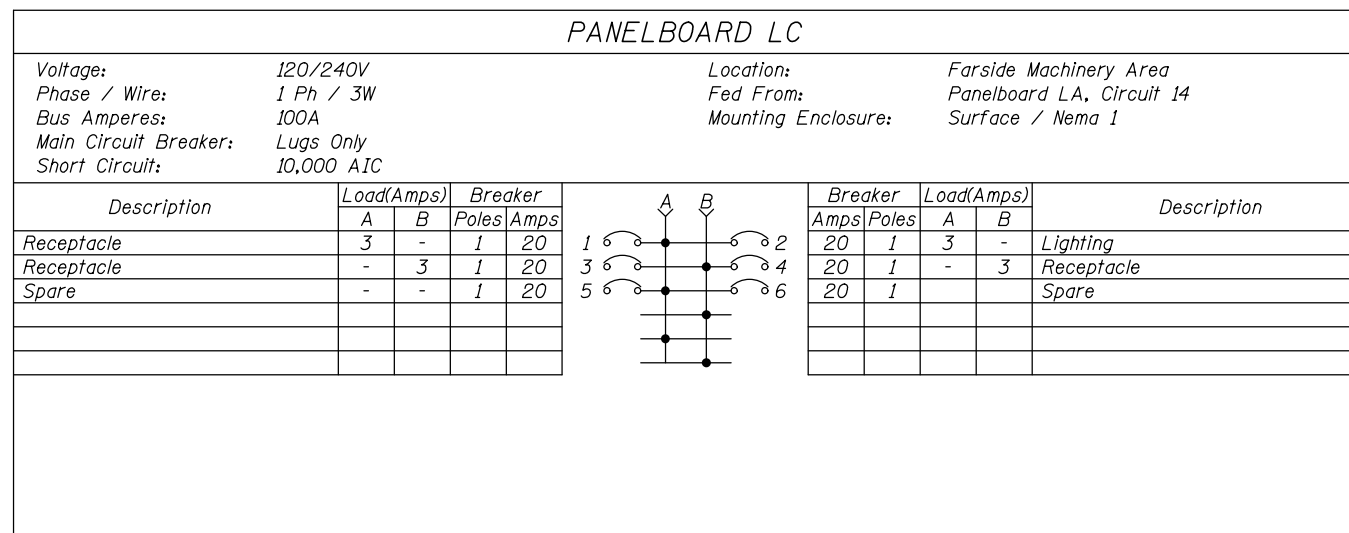 PANELBOARD LC
Voltage: 120/240V Location: Farside Machinery Area
Phase / Wire: 1 Ph / 3W Fed From: Panelboard LA, Circuit 14
Bus Amperes: 100A Mounting Enclosure: Surface / Nema 1
Main Circuit Breaker: Lugs Only
Short Circuit: 10,000 AIC
Description Load(Amps) Breaker A B Breaker Load(Amps) Description
A B Poles Amps Amps Poles A B
Receptacle 3 - 1 20 1 2 20 1 3 - Lighting
Receptacle - 3 1 20 3 4 20 1 - 3 Receptacle
Spare - - 1 20 5 6 20 1 Spare